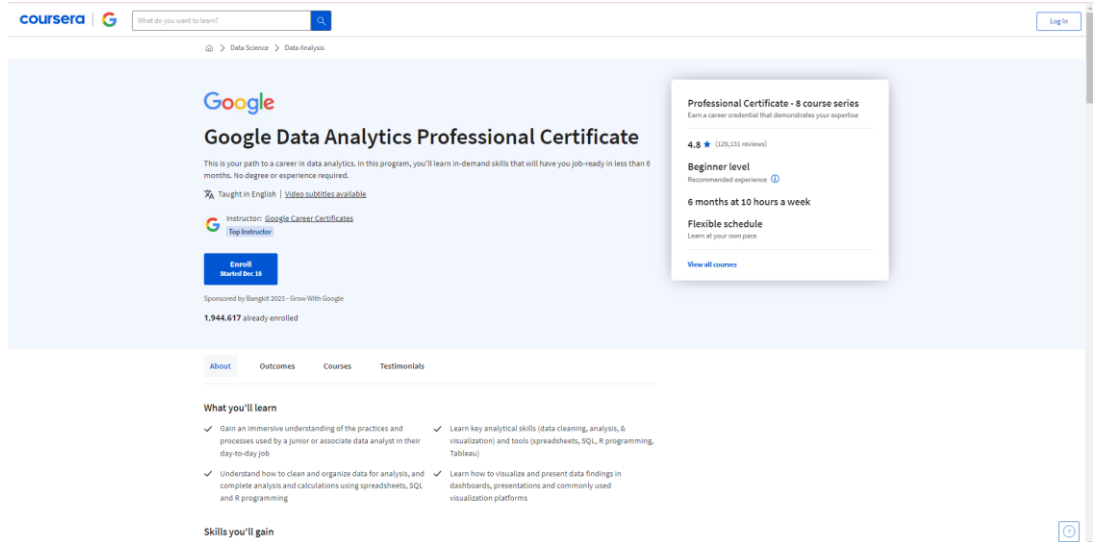 coursera
G
What do you want to learn?
Log In
Data Science > Data Analysis
Google
Google Data Analytics Professional Certificate
This is your path to a career in data analytics. In this program, you'll learn in-demand skills that will have you job-ready in less than 6
months. No degree or experience required.
Taught in English | Video subtitles available
Instructor: Google Career Certificates
Top Instructor
Enroll
Started Dec 18
Sponsored by Bangkit 2023 - Grow With Google
1,944,617 already enrolled
Professional Certificate - 8 course series
Earn a career credential that demonstrates your expertise
4.8 ★ (129,131 reviews)
Beginner level
Recommended experience
6 months at 10 hours a week
Flexible schedule
Learn at your own pace
View all courses
About Outcomes Courses Testimonials
What you'll learn
Gain an immersive understanding of the practices and
processes used by a junior or associate data analyst in their
day-to-day job
Learn key analytical skills (data cleaning, analysis, &
visualization) and tools (spreadsheets, SQL, R programming,
Tableau)
Understand how to clean and organize data for analysis, and
complete analysis and calculations using spreadsheets, SQL
and R programming
Learn how to visualize and present data findings in
dashboards, presentations and commonly used
visualization platforms
Skills you'll gain